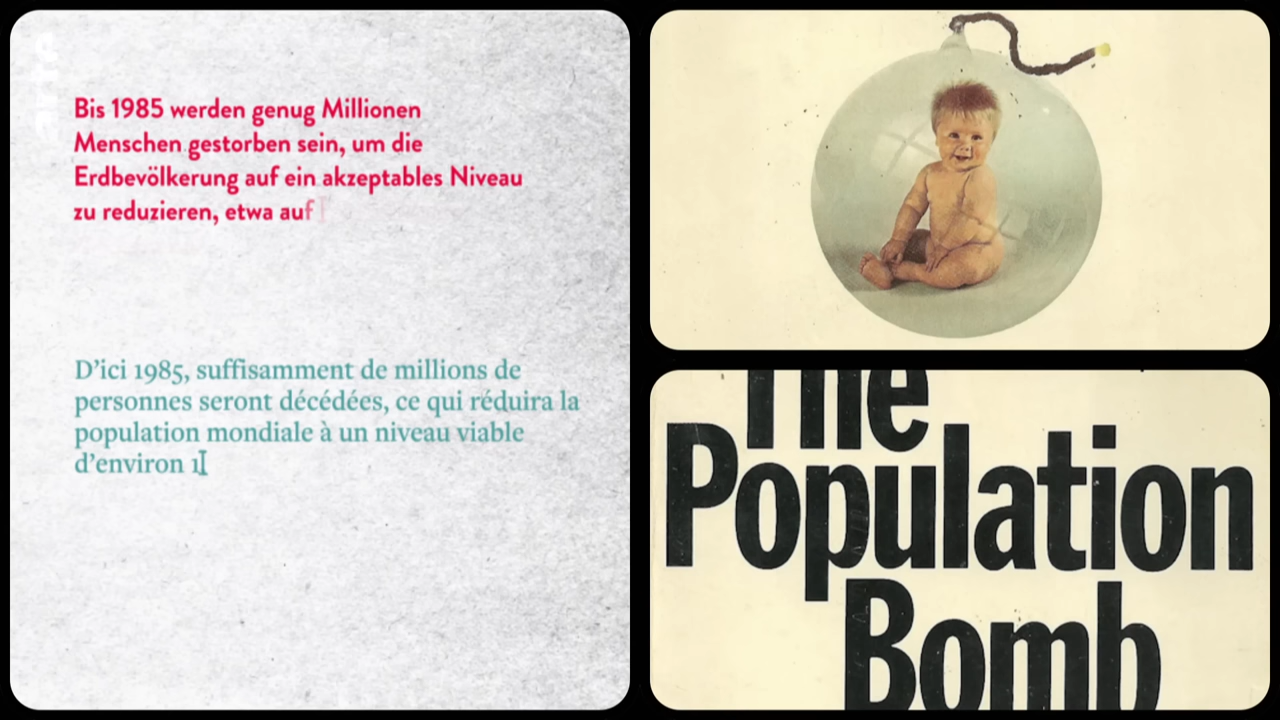 arte
Bis 1985 werden genug Millionen
Menschen gestorben sein, um die
Erdbevölkerung auf ein akzeptables Niveau
zu reduzieren, etwa auf
D’ici 1985, suffisamment de millions de
personnes seront décédées, ce qui réduira la
population mondiale à un niveau viable
d’environ 1
The
Population
Bomb